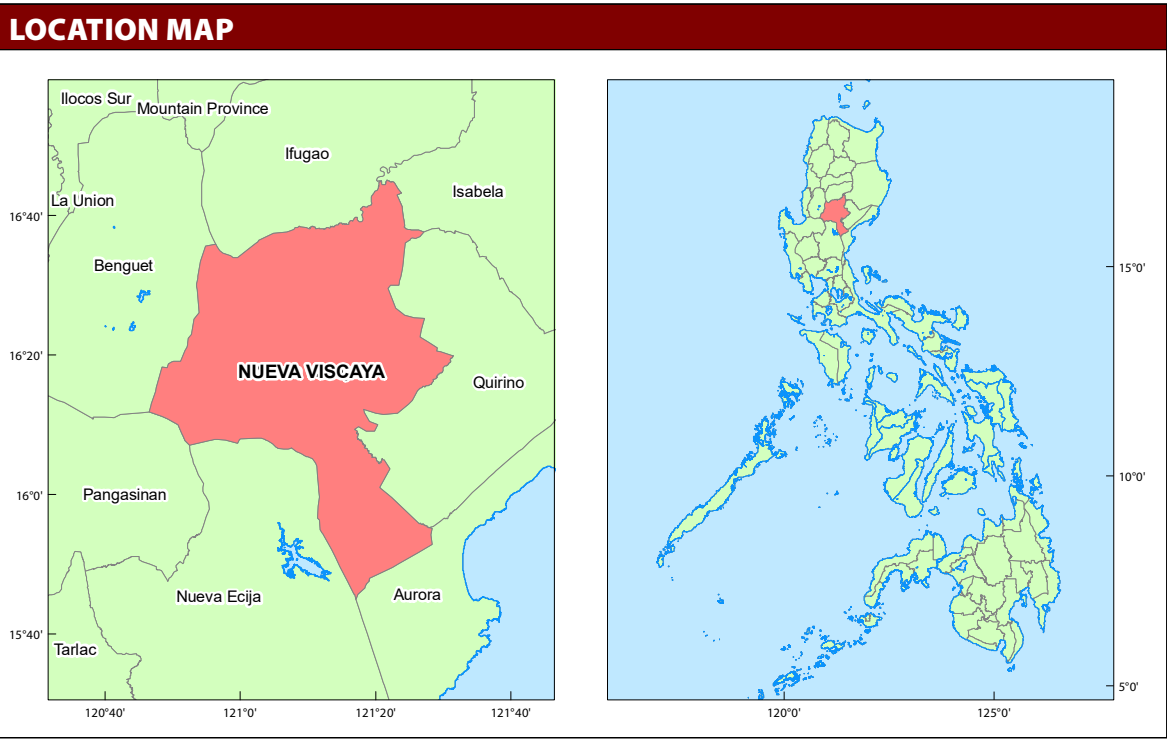 LOCATION MAP
Ilocos Sur
Mountain Province
Ifugao
Isabela
La Union
16°40'
Benguet
16°20'
NUEVA VISCAYA
Quirino
16°0'
Pangasinan
Nueva Ecija
Aurora
15°40'
Tarlac
120°40'
121°0'
121°20'
121°40'
15°0'
10°0'
5°0'
120°0'
125°0'